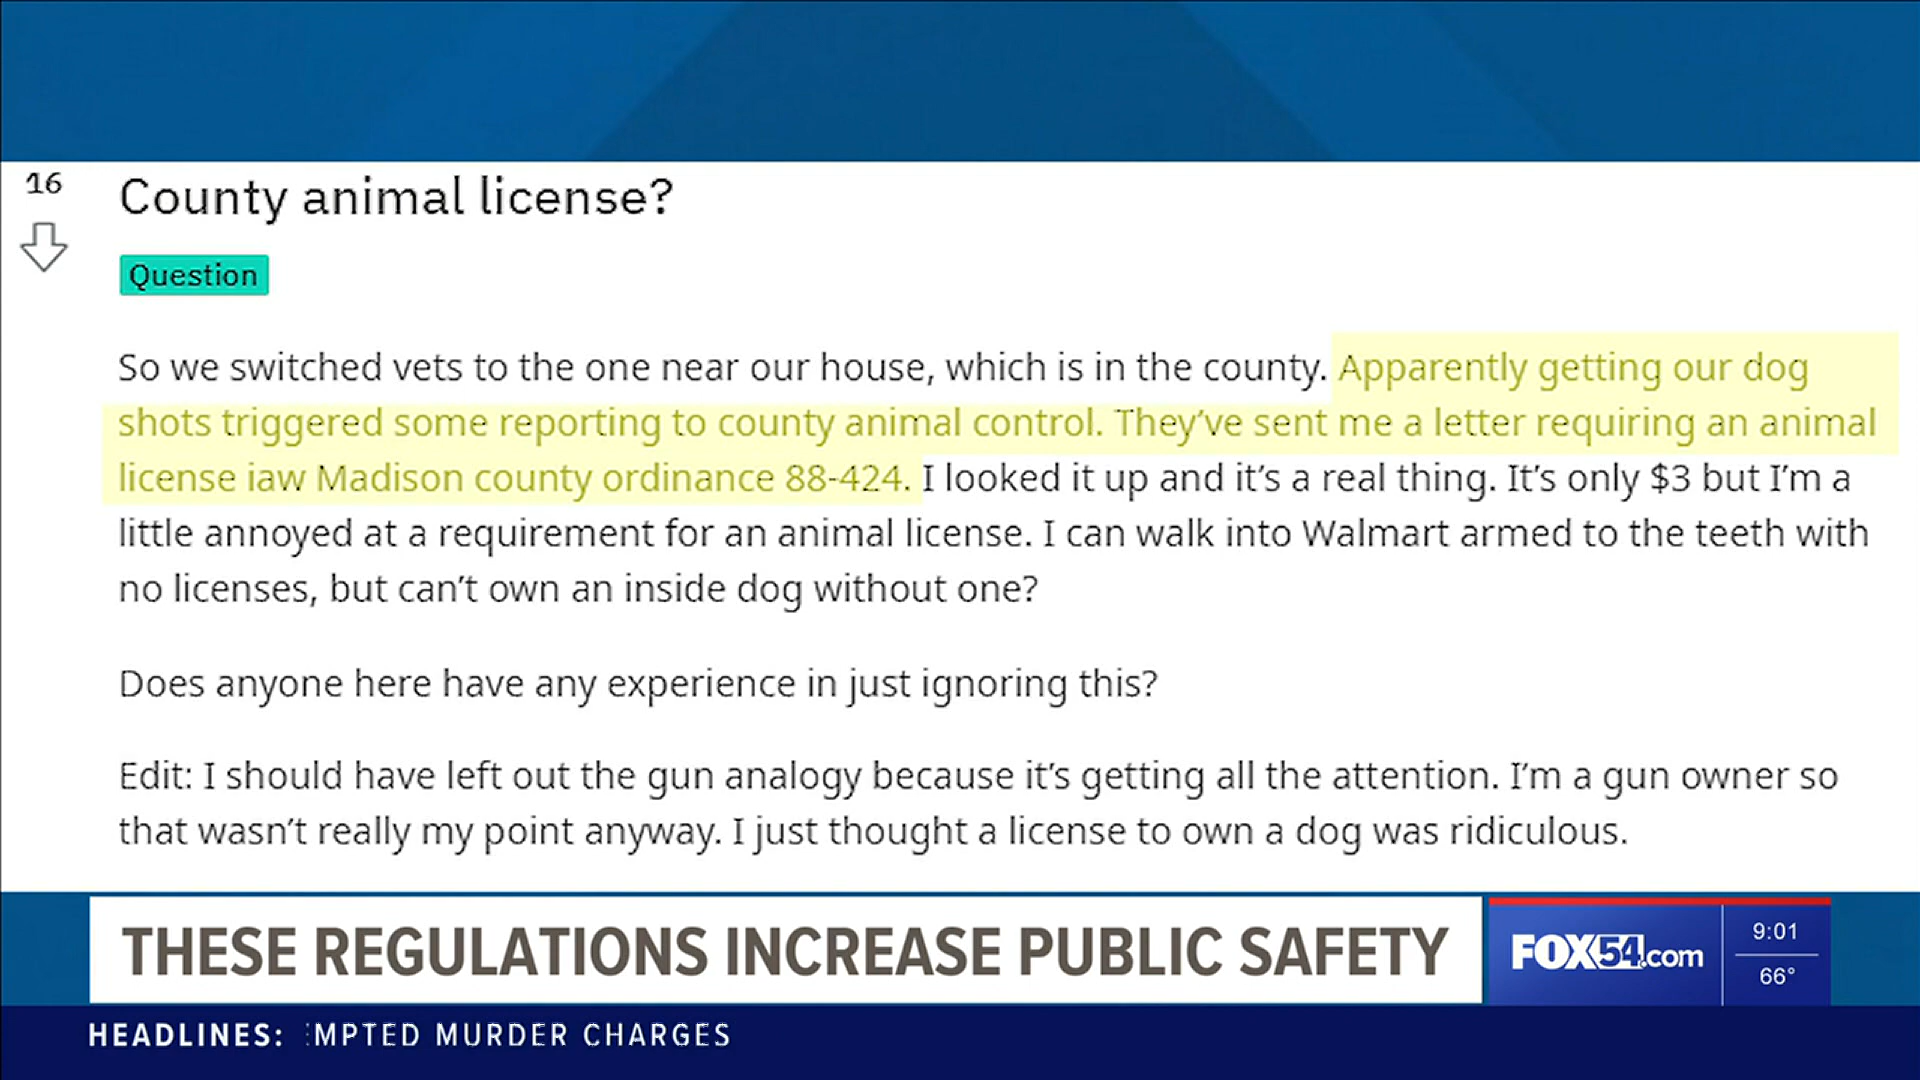 16
County animal license?
Question
So we switched vets to the one near our house, which is in the county. Apparently getting our dog
shots triggered some reporting to county animal control. They've sent me a letter requiring an animal
license iaw Madison county ordinance 88-424. I looked it up and it's a real thing. It's only $3 but I'm a
little annoyed at a requirement for an animal license. I can walk into Walmart armed to the teeth with
no licenses, but can't own an inside dog without one?
Does anyone here have any experience in just ignoring this?
Edit: I should have left out the gun analogy because it's getting all the attention. I'm a gun owner so
that wasn't really my point anyway. I just thought a license to own a dog was ridiculous.
THESE REGULATIONS INCREASE PUBLIC SAFETY
FOX54.com
9:01
66°
HEADLINES: MPTED MURDER CHARGES